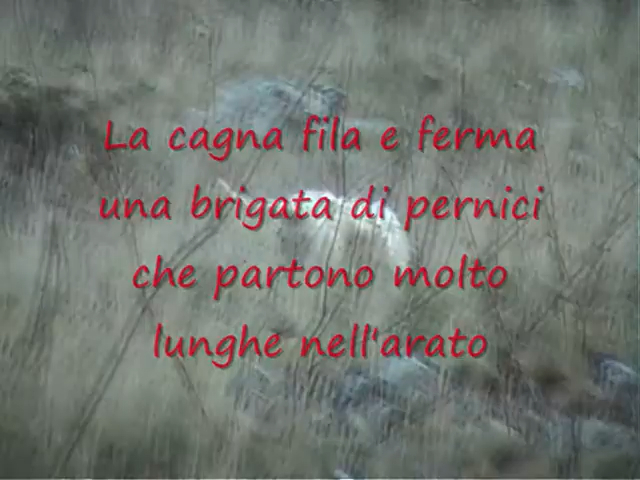 La cagna fila e ferma
una brigata di pernici
che partono molto
lunghe nell'arato